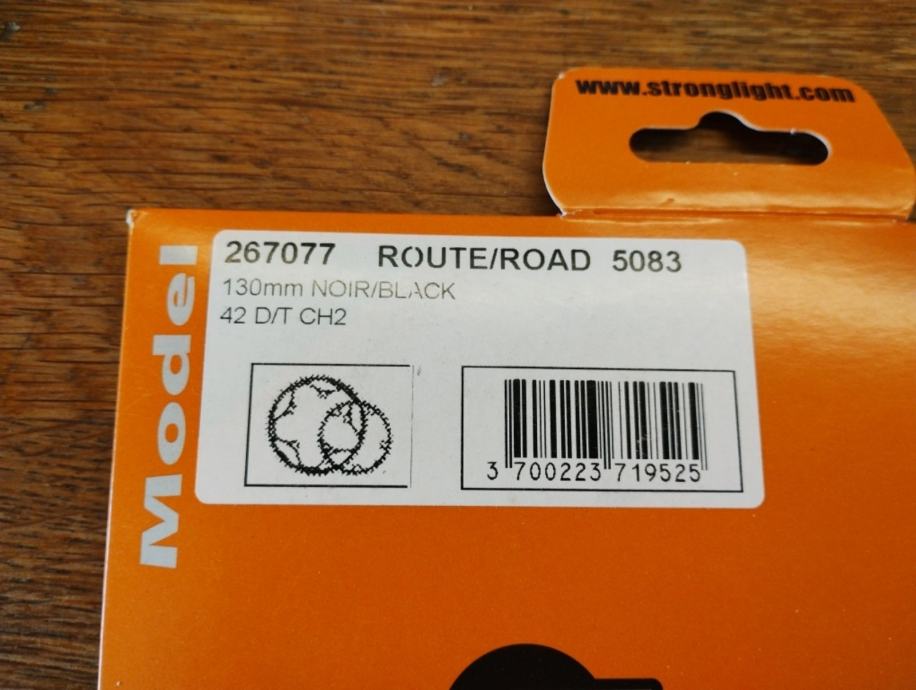 www.stronglight.com
Model
267077 ROUTE/ROAD 5083
130mm NOIR/BLACK
42 D/T CH2
3 700223 719525